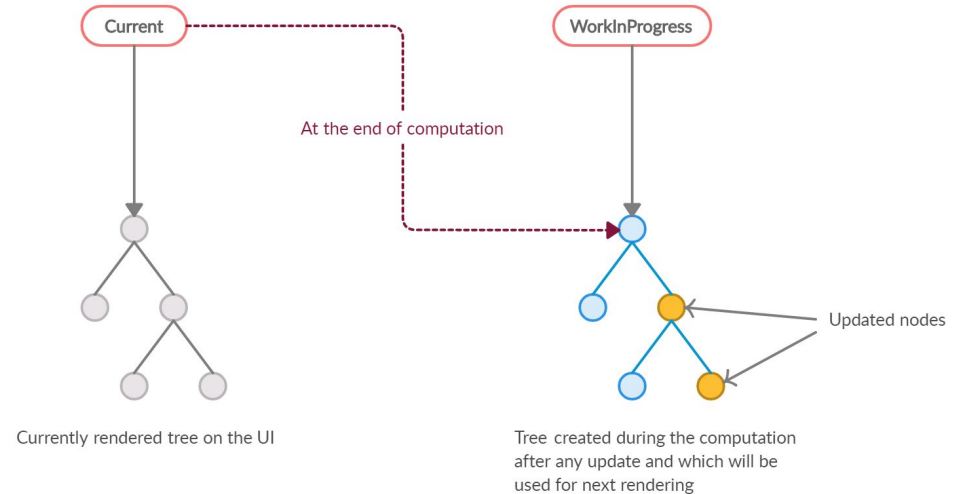 Current
WorkInProgress
At the end of computation
Updated nodes
Currently rendered tree on the UI
Tree created during the computation
after any update and which will be
used for next rendering